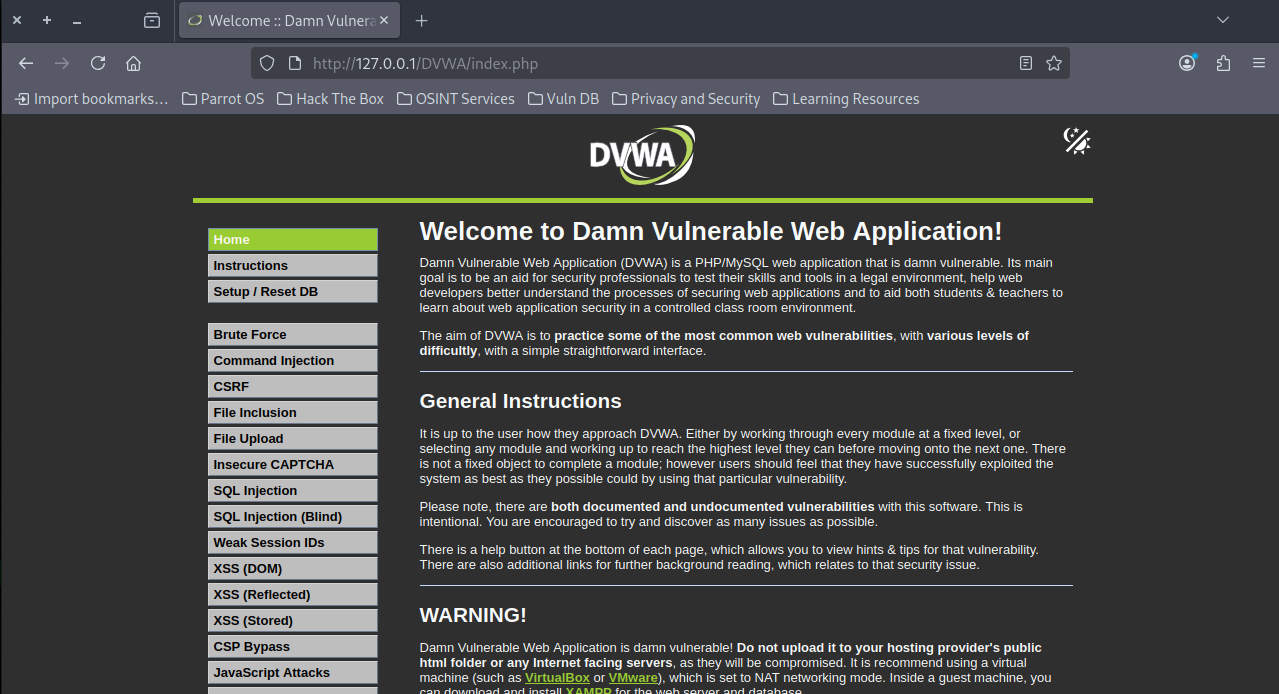 Welcome :: Damn Vulnera
http://127.0.0.1/DVWA/index.php
Import bookmarks…
Parrot OS
Hack The Box
OSINT Services
Vuln DB
Privacy and Security
Learning Resources
DVWA
Home
Instructions
Setup / Reset DB
Brute Force
Command Injection
CSRF
File Inclusion
File Upload
Insecure CAPTCHA
SQL Injection
SQL Injection (Blind)
Weak Session IDs
XSS (DOM)
XSS (Reflected)
XSS (Stored)
CSP Bypass
JavaScript Attacks
Welcome to Damn Vulnerable Web Application!
Damn Vulnerable Web Application (DVWA) is a PHP/MySQL web application that is damn vulnerable. Its main
goal is to be an aid for security professionals to test their skills and tools in a legal environment, help web
developers better understand the processes of securing web applications and to aid both students & teachers to
learn about web application security in a controlled class room environment.
The aim of DVWA is to practice some of the most common web vulnerabilities, with various levels of
difficultly, with a simple straightforward interface.
General Instructions
It is up to the user how they approach DVWA. Either by working through every module at a fixed level, or
selecting any module and working up to reach the highest level they can before moving onto the next one. There
is not a fixed object to complete a module; however users should feel that they have successfully exploited the
system as best as they possible could by using that particular vulnerability.
Please note, there are both documented and undocumented vulnerabilities with this software. This is
intentional. You are encouraged to try and discover as many issues as possible.
There is a help button at the bottom of each page, which allows you to view hints & tips for that vulnerability.
There are also additional links for further background reading, which relates to that security issue.
WARNING!
Damn Vulnerable Web Application is damn vulnerable! Do not upload it to your hosting provider's public
html folder or any Internet facing servers, as they will be compromised. It is recommend using a virtual
machine (such as VirtualBox or VMware), which is set to NAT networking mode. Inside a guest machine, you
can download and install XAMPP for the web server and database.